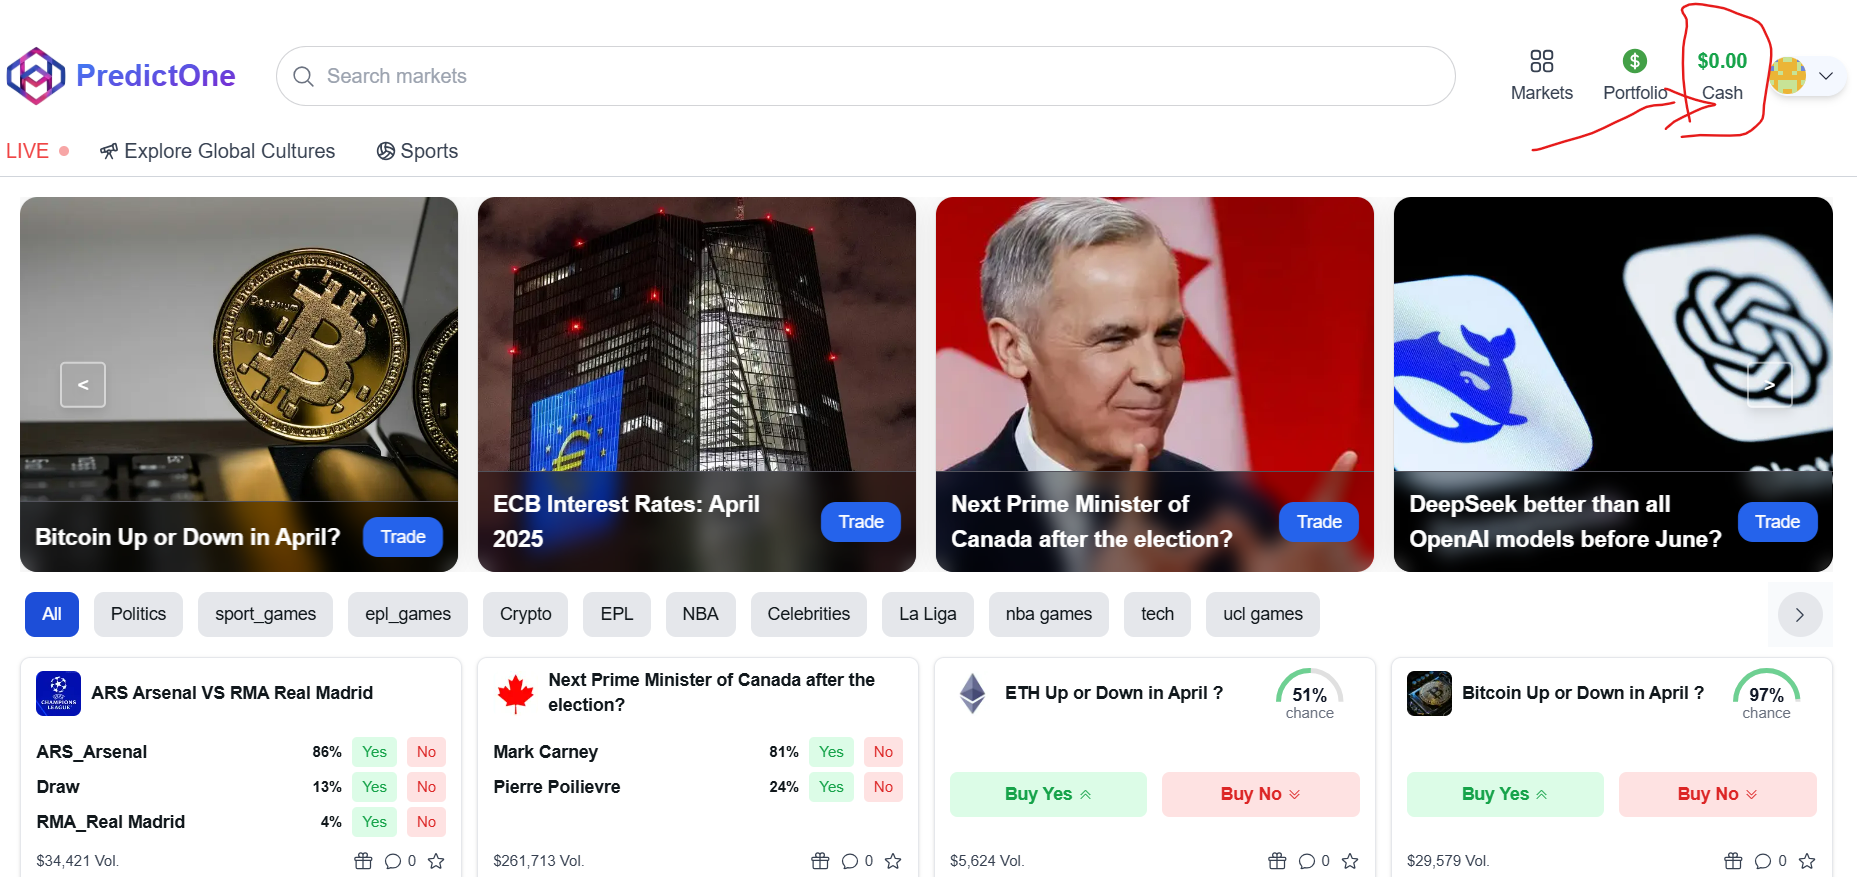 PredictOne
Search markets
Markets
Portfolio
$0.00
Cash
LIVE
Explore Global Cultures
Sports
2018
<
>
Bitcoin Up or Down in April?
Trade
ECB Interest Rates: April
2025
Trade
Next Prime Minister of
Canada after the election?
Trade
DeepSeek better than all
OpenAI models before June?
Trade
All
Politics
sport_games
epl_games
Crypto
EPL
NBA
Celebrities
La Liga
nba games
tech
ucl games
CHAMPIONS
LEAGUE
ARS Arsenal VS RMA Real Madrid
ARS_Arsenal 86% Yes No
Draw 13% Yes No
RMA_Real Madrid 4% Yes No
$34,421 Vol. 0
Next Prime Minister of Canada after the
election?
Mark Carney 81% Yes No
Pierre Poilievre 24% Yes No
$261,713 Vol. 0
ETH Up or Down in April ?
51%
chance
Buy Yes Buy No
$5,624 Vol. 0
Bitcoin Up or Down in April ?
97%
chance
Buy Yes Buy No
$29,579 Vol. 0